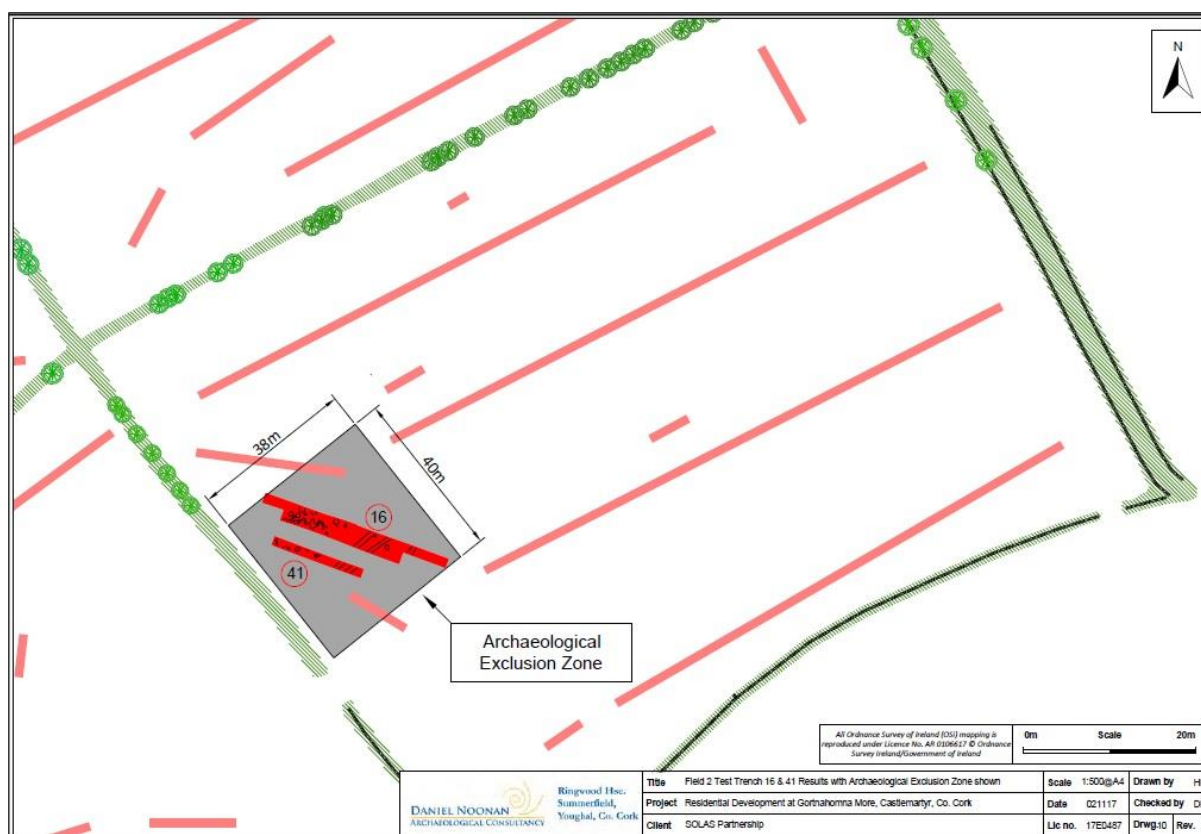 N
38m
40m
16
41
Archaeological
Exclusion Zone
All Ordnance Survey of Ireland (OSI) mapping is
reproduced under Licence No. AR 0106617 © Ordnance
Survey Ireland/Government of Ireland
0m Scale 20m
DANIEL NOONAN
ARCHAEOLOGICAL CONSULTANCY
Ringwood Hse.
Summerfield,
Youghal, Co. Cork
Title Field 2 Test Trench 16 & 41 Results with Archaeological Exclusion Zone shown
Scale 1:500@A4 Drawn by
Project Residential Development at Gortnahomna More, Castlemartyr, Co. Cork
Date 021117 Checked by
Client SOLAS Partnership
Lic no. 17E0487 Drwg.10 Rev.